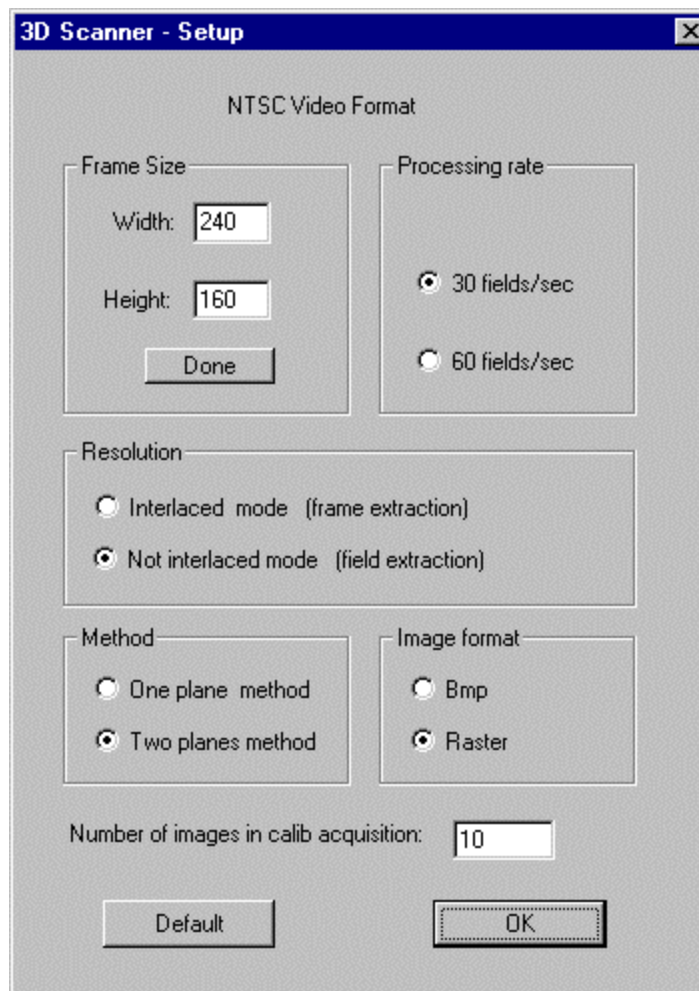 3D Scanner - Setup
NTSC Video Format
Frame Size
Width: 240
Height: 160
Done
Processing rate
30 fields/sec
60 fields/sec
Resolution
Interlaced mode (frame extraction)
Not interlaced mode (field extraction)
Method
One plane method
Two planes method
Image format
Bmp
Raster
Number of images in calib acquisition: 10
Default
OK